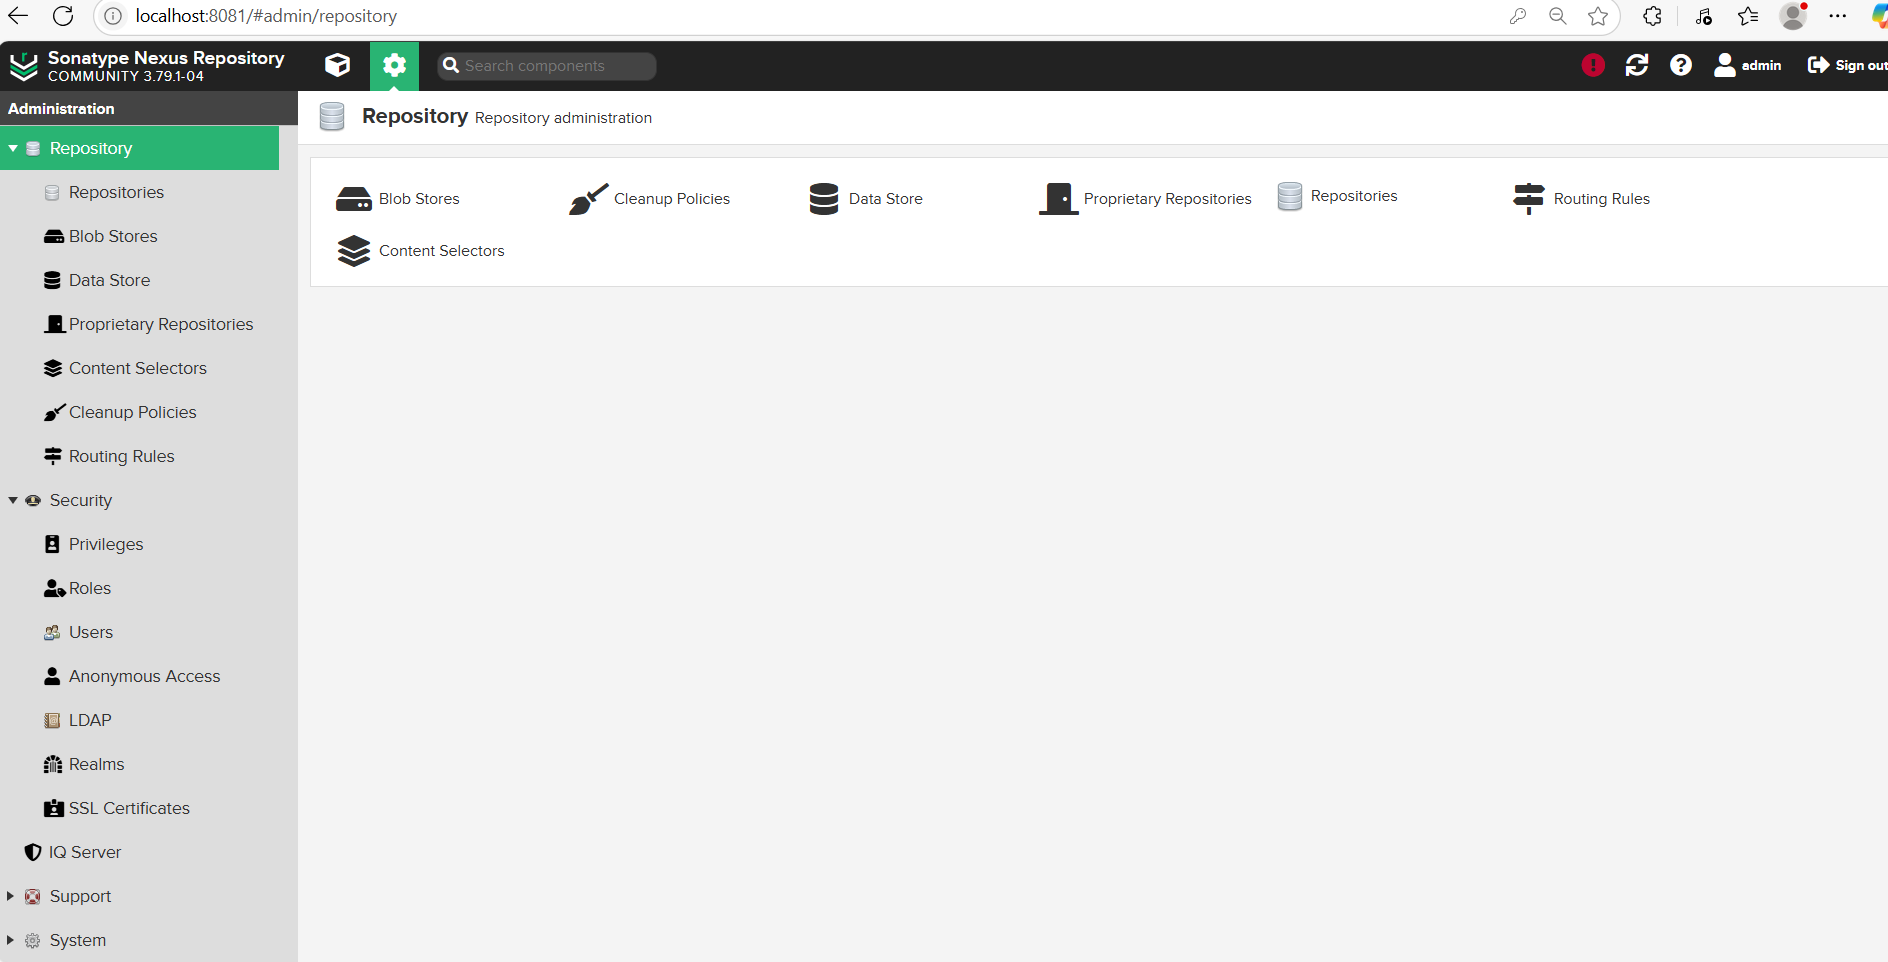 localhost:8081/#admin/repository
Sonatype Nexus Repository
COMMUNITY 3.79.1-04
Search components
admin
Sign out
Administration
Repository
Repositories
Blob Stores
Data Store
Proprietary Repositories
Content Selectors
Cleanup Policies
Routing Rules
Security
Privileges
Roles
Users
Anonymous Access
LDAP
Realms
SSL Certificates
IQ Server
Support
System
Repository Repository administration
Blob Stores
Cleanup Policies
Data Store
Proprietary Repositories
Repositories
Routing Rules
Content Selectors